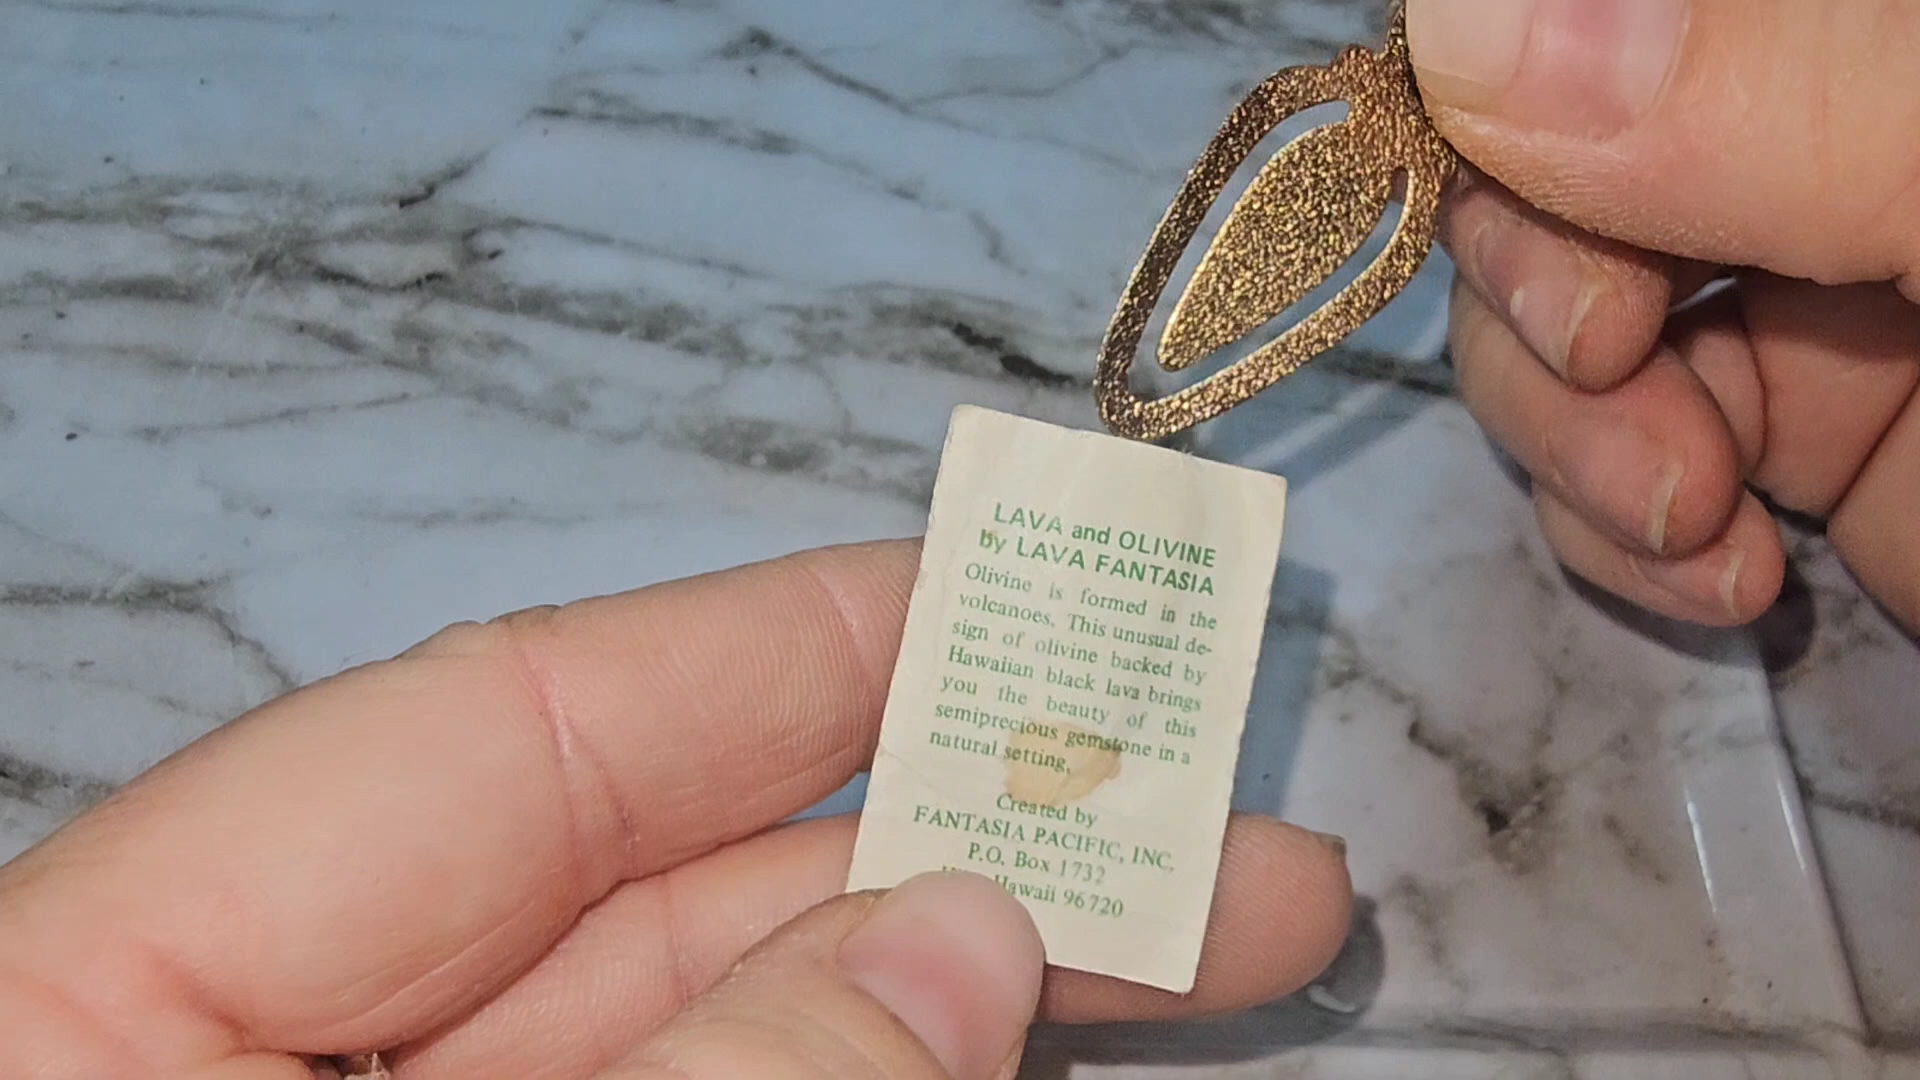 LAVA and OLIVINE
by LAVA FANTASIA
Olivine is formed in the
volcanoes. This unusual de-
sign of olivine backed by
Hawaiian black lava brings
you the beauty of this
semiprecious gemstone in a
natural setting.
Created by
FANTASIA PACIFIC, INC.
P.O. Box 1732
Hawaii 96720